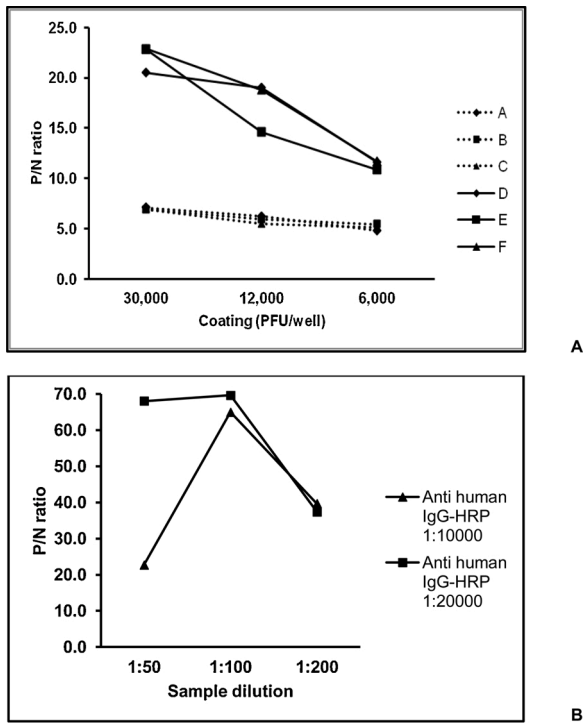 25.0
20.0
15.0
10.0
5.0
0.0
P/N ratio
30,000 12,000 6,000
Coating (PFU/well)
A
B
C
D
E
F
A
70.0
60.0
50.0
40.0
30.0
20.0
10.0
0.0
P/N ratio
1:50 1:100 1:200
Sample dilution
Anti human
IgG-HRP
1:10000
Anti human
IgG-HRP
1:20000
B